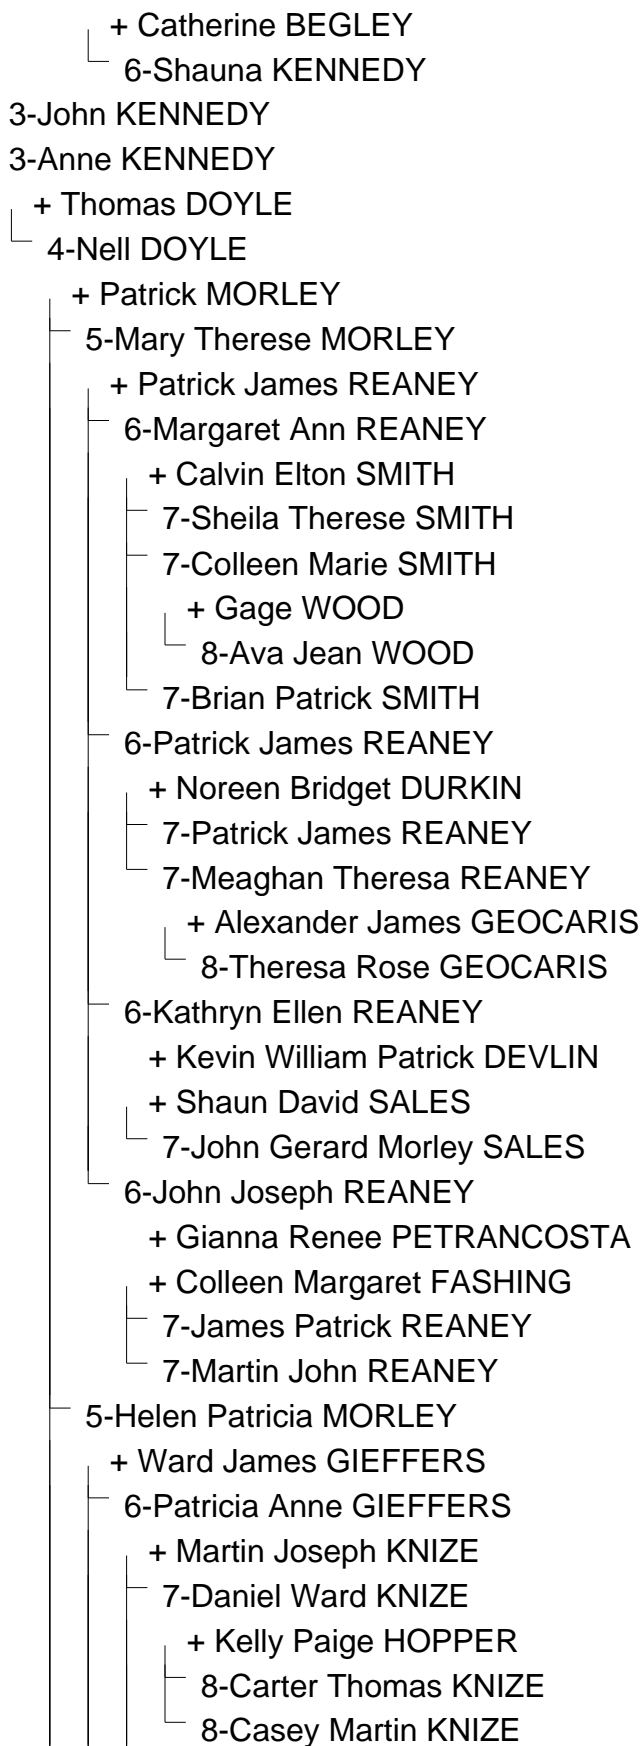 + Catherine BEGLEY
6-Shauna KENNEDY
3-John KENNEDY
3-Anne KENNEDY
+ Thomas DOYLE
4-Nell DOYLE
+ Patrick MORLEY
5-Mary Therese MORLEY
+ Patrick James REANEY
6-Margaret Ann REANEY
+ Calvin Elton SMITH
7-Sheila Therese SMITH
7-Colleen Marie SMITH
+ Gage WOOD
8-Ava Jean WOOD
7-Brian Patrick SMITH
6-Patrick James REANEY
+ Noreen Bridget DURKIN
7-Patrick James REANEY
7-Meaghan Theresa REANEY
+ Alexander James GEOCARIS
8-Theresa Rose GEOCARIS
6-Kathryn Ellen REANEY
+ Kevin William Patrick DEVLIN
+ Shaun David SALES
7-John Gerard Morley SALES
6-John Joseph REANEY
+ Gianna Renee PETRANCOSTA
+ Colleen Margaret FASHING
7-James Patrick REANEY
7-Martin John REANEY
5-Helen Patricia MORLEY
+ Ward James GIEFFERS
6-Patricia Anne GIEFFERS
+ Martin Joseph KNIZE
7-Daniel Ward KNIZE
+ Kelly Paige HOPPER
8-Carter Thomas KNIZE
8-Casey Martin KNIZE